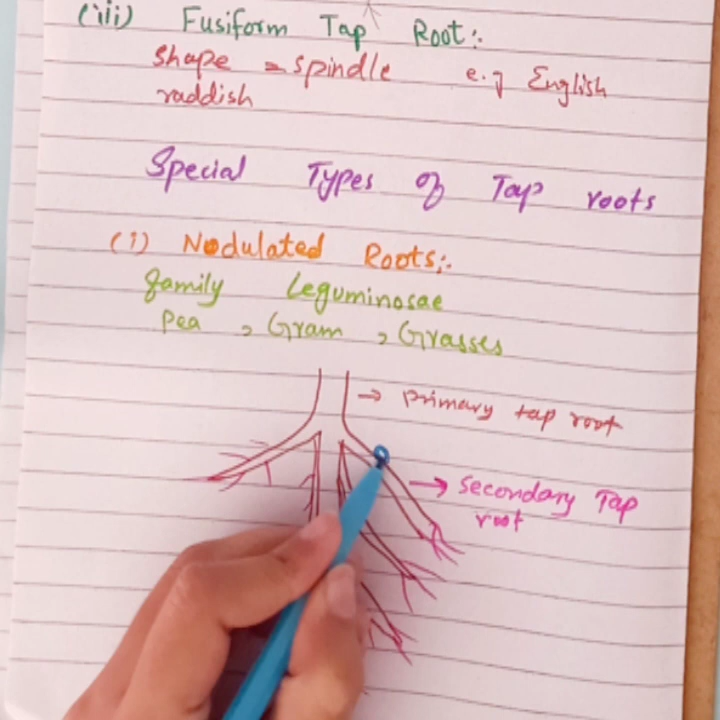 (iii) Fusiform Tap Root:
Shape = spindle e.g English
raddish
Special Types of Tap roots
(i) Nodulated Roots:
family Leguminosae
Pea , Gram , Grasses
→ primary tap root
→ Secondary Tap
root